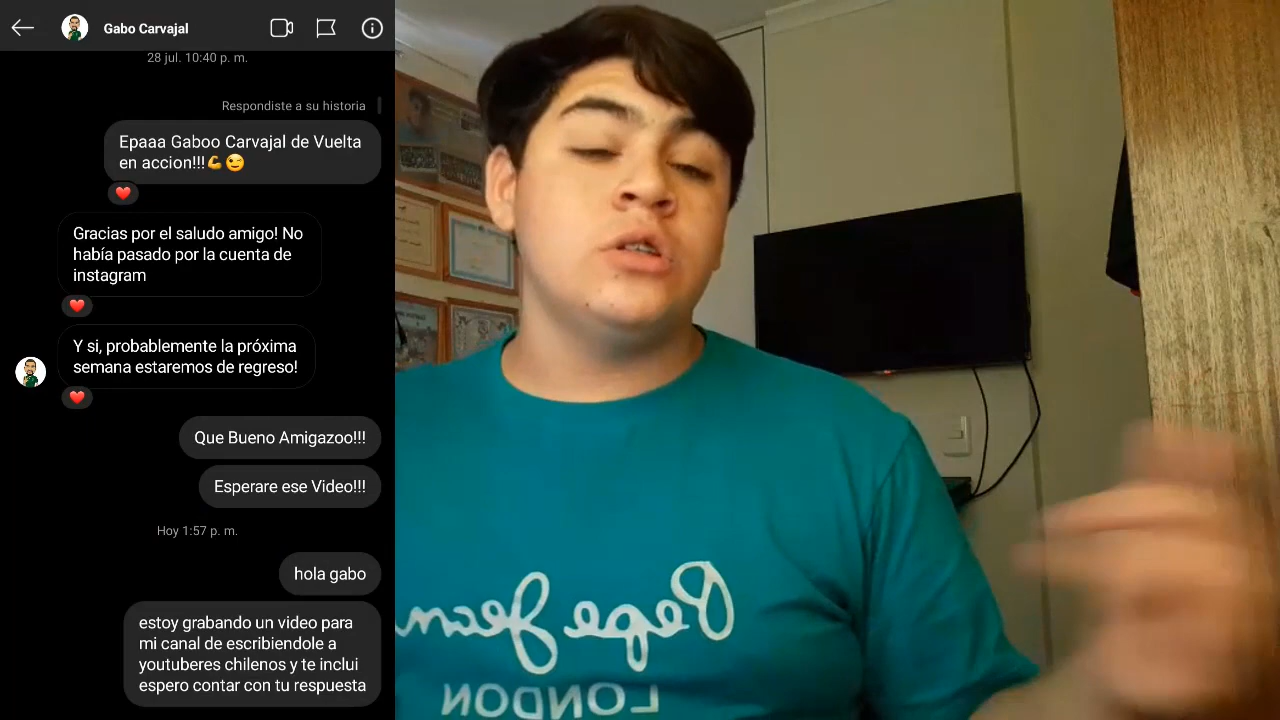 Gabo Carvajal
28 jul. 10:40 p. m.
Respondiste a su historia
Epaaa Gaboo Carvajal de Vuelta
en accion!!!💪😉
Gracias por el saludo amigo! No
había pasado por la cuenta de
instagram
Y si, probablemente la próxima
semana estaremos de regreso!
Que Bueno Amigazoo!!!
Esperare ese Video!!!
Hoy 1:57 p. m.
hola gabo
estoy grabando un video para
mi canal de escribiendole a
youtuberes chilenos y te inclui
espero contar con tu respuesta
Pepe Jean
LONDON